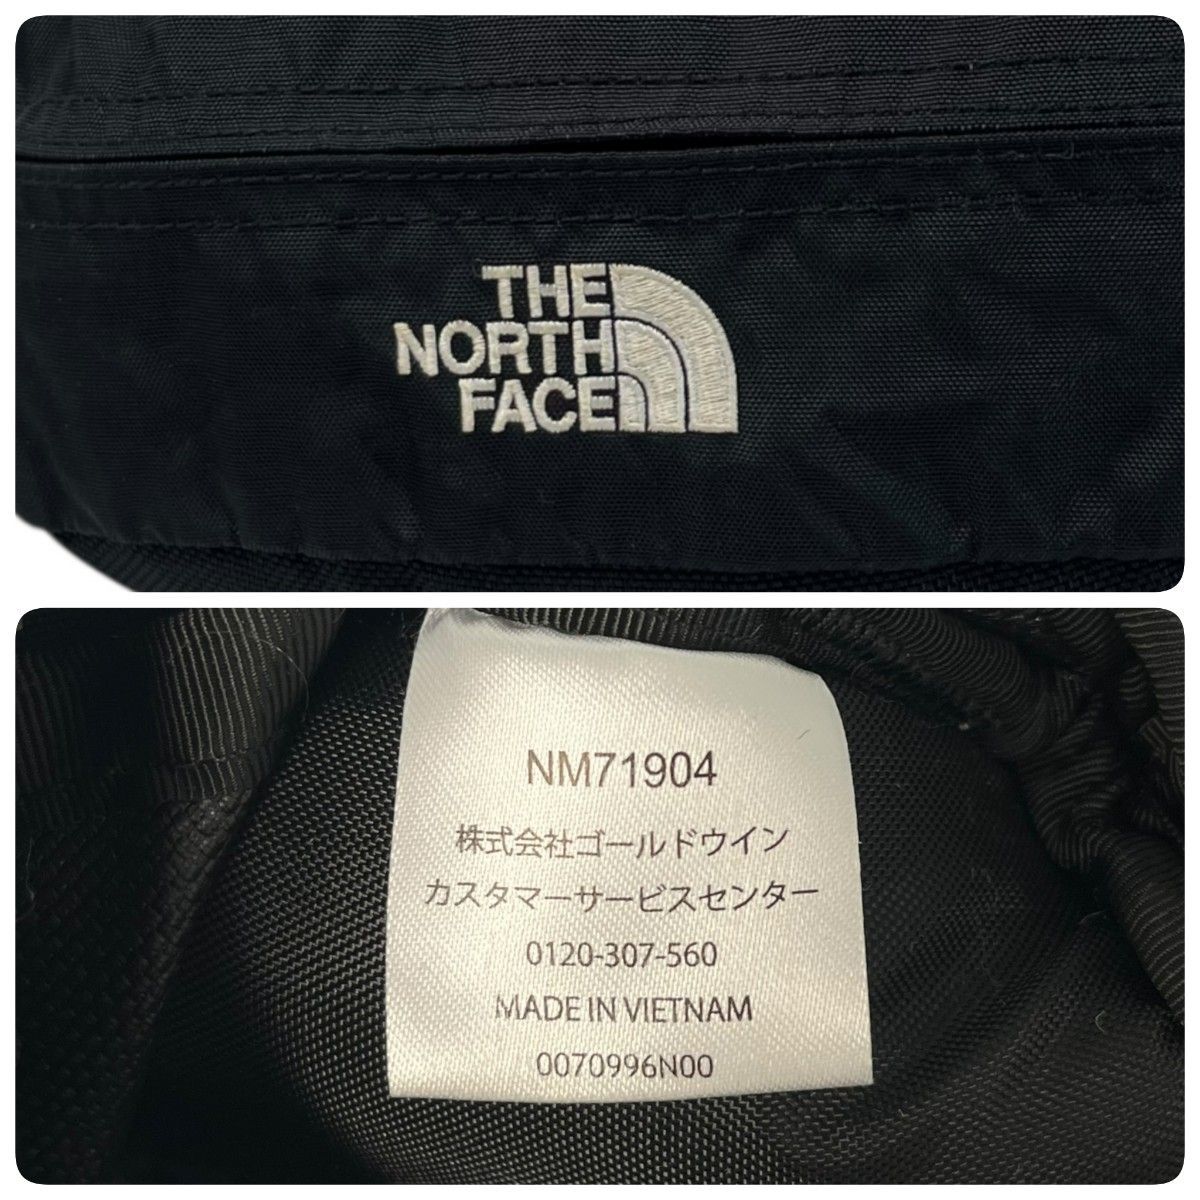 THE
NORTH
FACE
NM71904
株式会社ゴールドウイン
カスタマーサービスセンター
0120-307-560
MADE IN VIETNAM
0070996N00